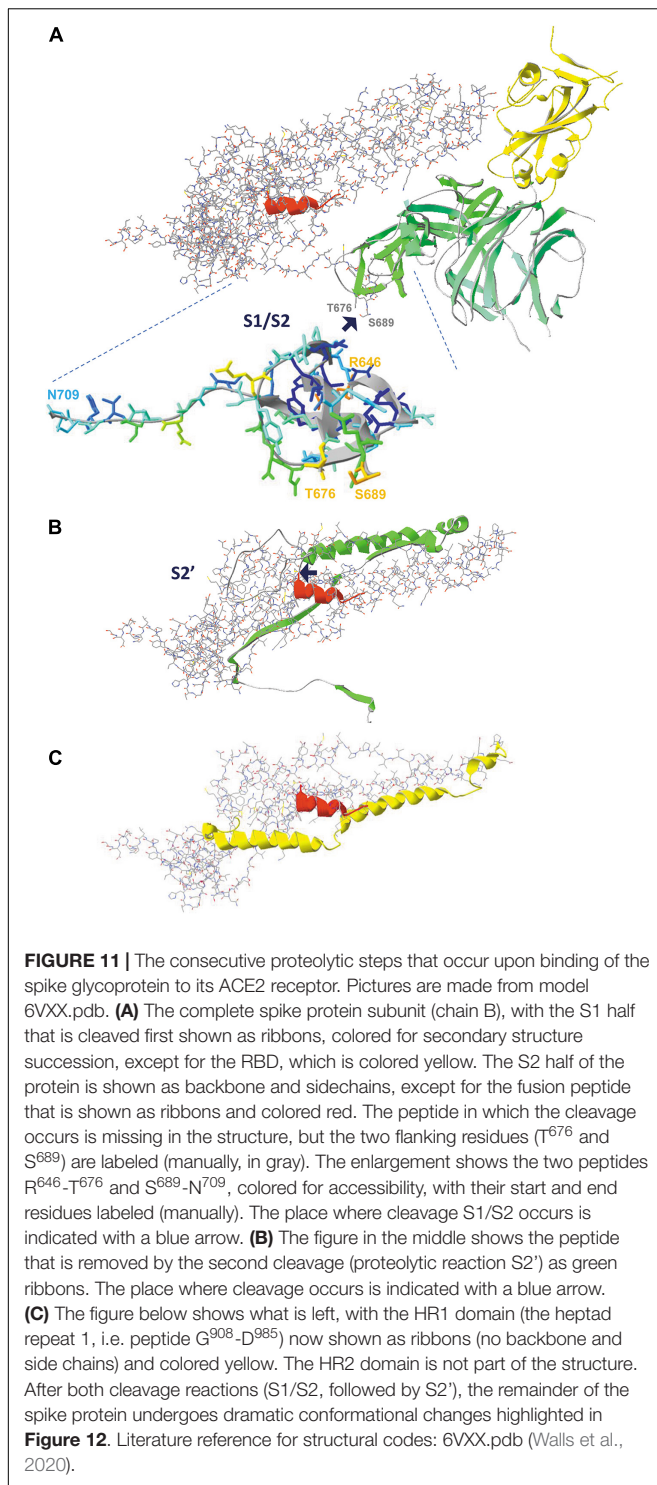 A
T676
S689
S1/S2
R646
N709
T676
S689
B
S2'
C
FIGURE 11 | The consecutive proteolytic steps that occur upon binding of the
spike glycoprotein to its ACE2 receptor. Pictures are made from model
6VXX.pdb. (A) The complete spike protein subunit (chain B), with the S1 half
that is cleaved first shown as ribbons, colored for secondary structure
succession, except for the RBD, which is colored yellow. The S2 half of the
protein is shown as backbone and sidechains, except for the fusion peptide
that is shown as ribbons and colored red. The peptide in which the cleavage
occurs is missing in the structure, but the two flanking residues (T676 and
S689) are labeled (manually, in gray). The enlargement shows the two peptides
R646-T676 and S689-N709, colored for accessibility, with their start and end
residues labeled (manually). The place where cleavage S1/S2 occurs is
indicated with a blue arrow. (B) The figure in the middle shows the peptide
that is removed by the second cleavage (proteolytic reaction S2') as green
ribbons. The place where cleavage occurs is indicated with a blue arrow.
(C) The figure below shows what is left, with the HR1 domain (the heptad
repeat 1, i.e. peptide G908-D985) now shown as ribbons (no backbone and
side chains) and colored yellow. The HR2 domain is not part of the structure.
After both cleavage reactions (S1/S2, followed by S2'), the remainder of the
spike protein undergoes dramatic conformational changes highlighted in
Figure 12. Literature reference for structural codes: 6VXX.pdb (Walls et al.,
2020).